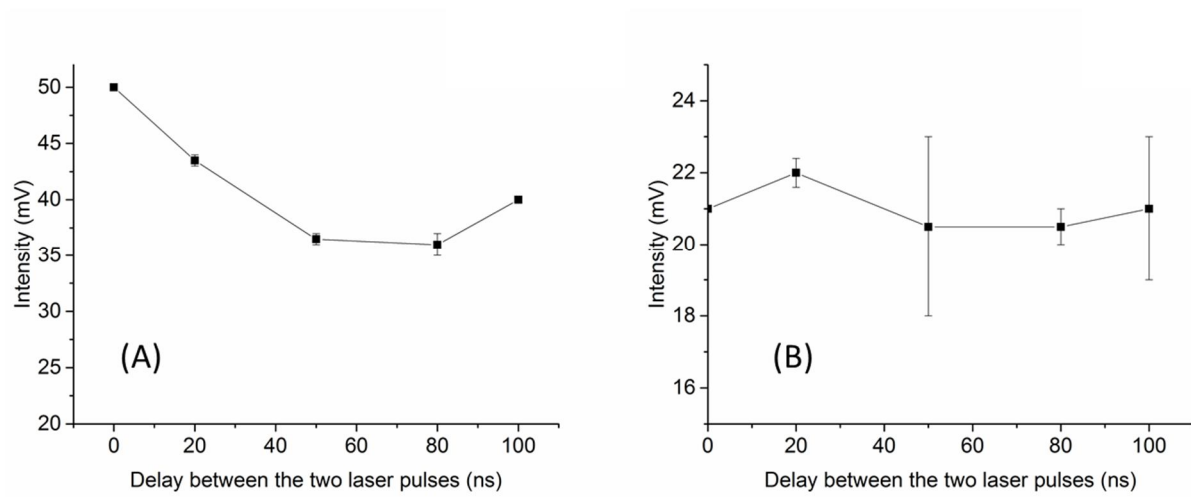 50
45
40
35
30
25
20
Intensity (mV)
(A)
0 20 40 60 80 100
Delay between the two laser pulses (ns)
24
22
20
18
16
Intensity (mV)
(B)
0 20 40 60 80 100
Delay between the two laser pulses (ns)